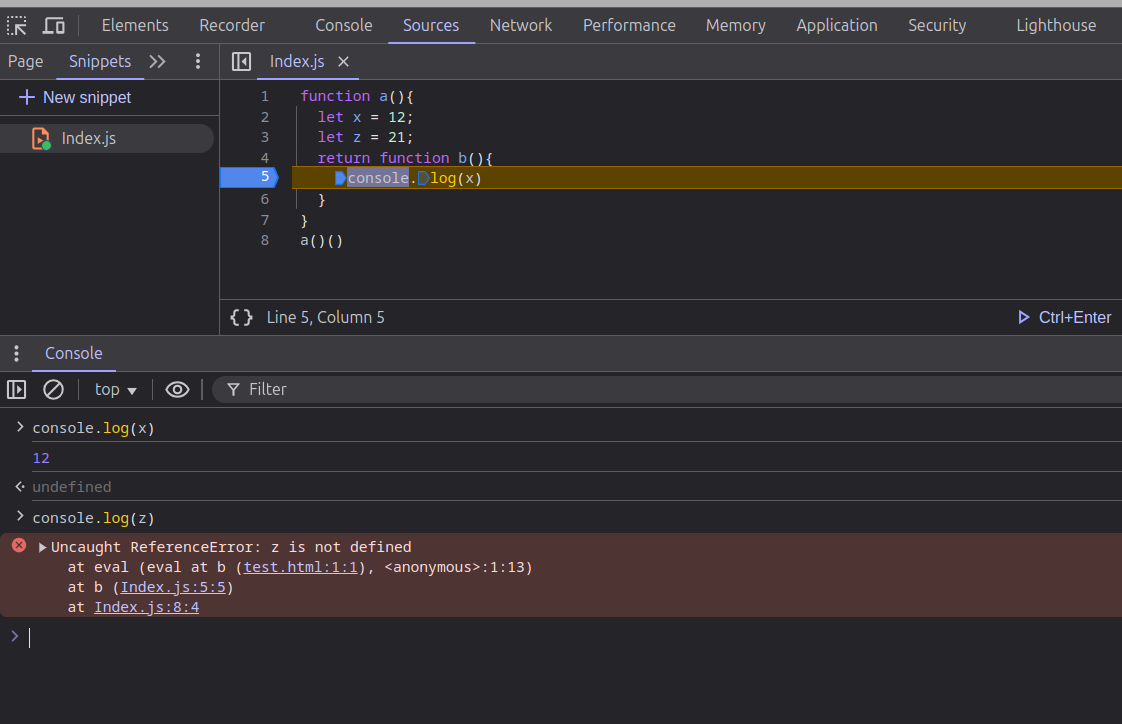 Elements Recorder Console Sources Network Performance Memory Application Security Lighthouse
Page Snippets
Index.js
New snippet
Index.js
1 function a(){
2 let x = 12;
3 let z = 21;
4 return function b(){
5 console.log(x)
6 }
7 }
8 a()()
{} Line 5, Column 5
Ctrl+Enter
Console
top
Filter
> console.log(x)
12
undefined
> console.log(z)
Uncaught ReferenceError: z is not defined
at eval (eval at b (test.html:1:1), <anonymous>:1:13)
at b (Index.js:5:5)
at Index.js:8:4
>